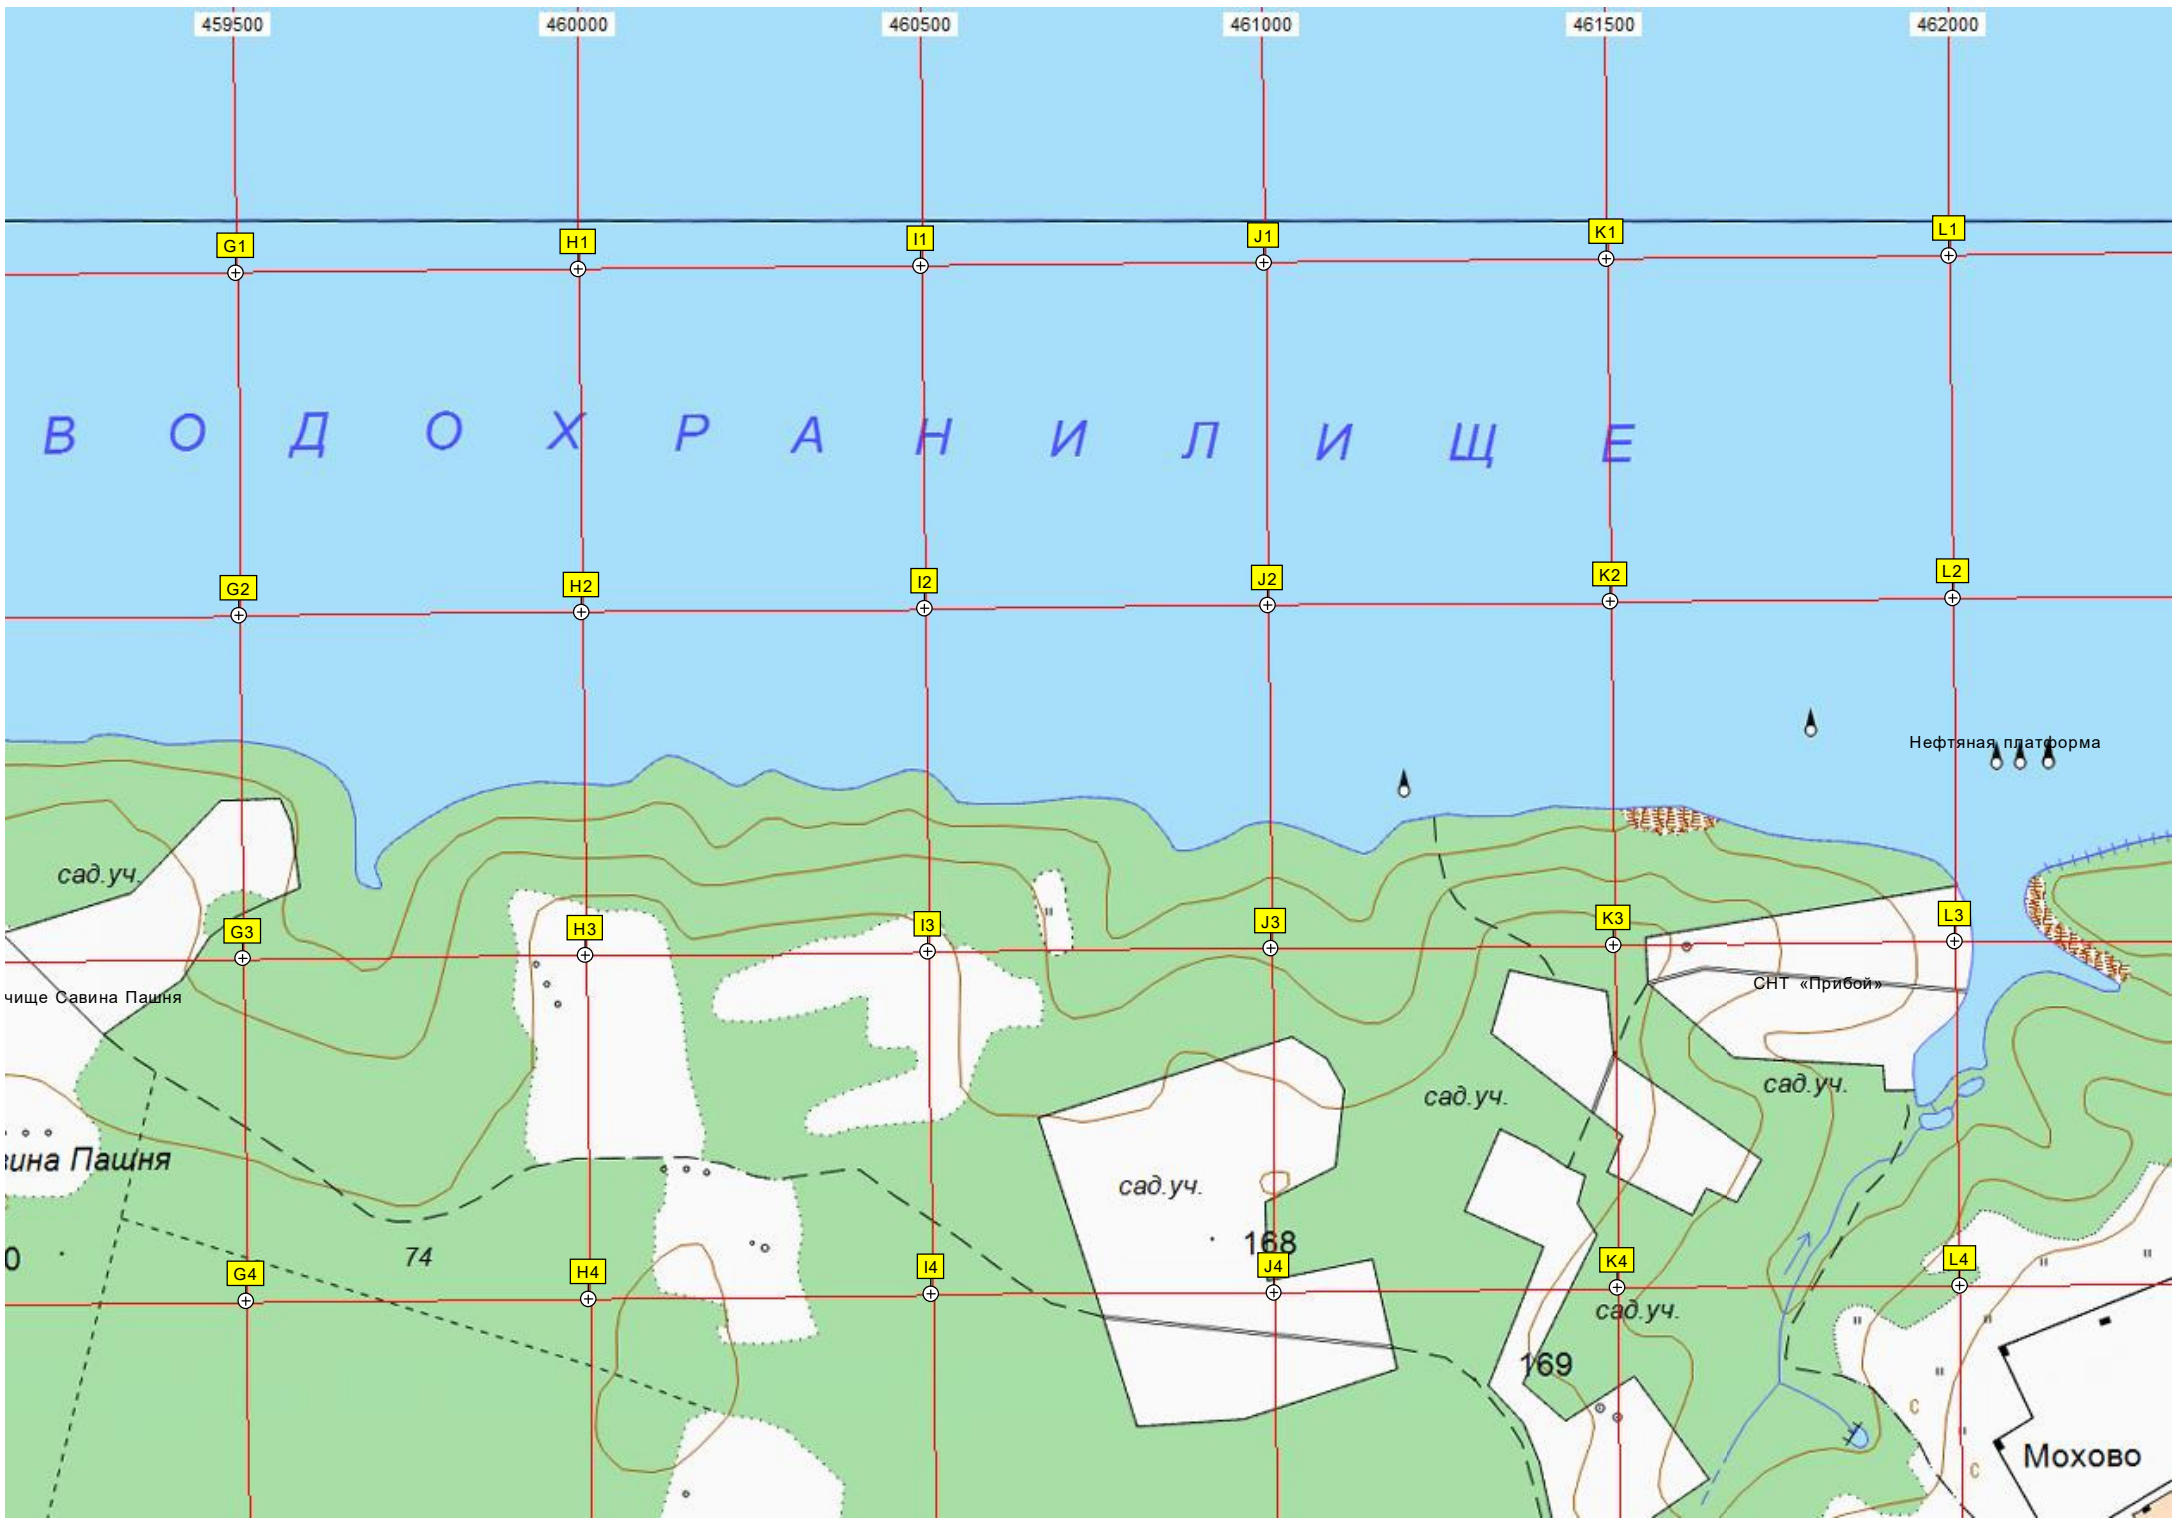 459500 460000 460500 461000 461500 462000
G1 H1 I1 J1 K1 L1
В О Д О Х Р А Н И Л И Щ Е
G2 H2 I2 J2 K2 L2
Нефтяная платформа
сад.уч.
G3 H3 I3 J3 K3 L3
чище Савина Пашня
СНТ «Прибой»
сад.уч.
сад.уч.
ина Пашня
сад.уч.
0
74
168
G4 H4 I4 J4 K4 L4
сад.уч.
169
С
Мохово
С